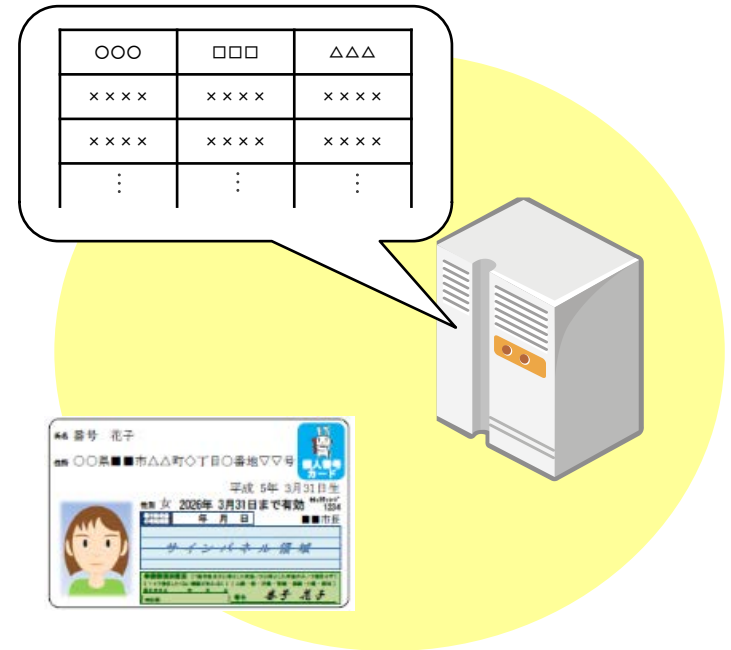 ○○○ □□□ △△△
×××× ×××× ××××
×××× ×××× ××××
⋮ ⋮ ⋮
氏名 番号 花子
住所 ○○県■■市△△町◇丁目○番地▽▽号
個人番号
カード
平成 5年 3月31日生
性別 女 2026年 3月31日まで有効
1234
年 月 日
■■市長
サインパネル領域
署名 番号 花子